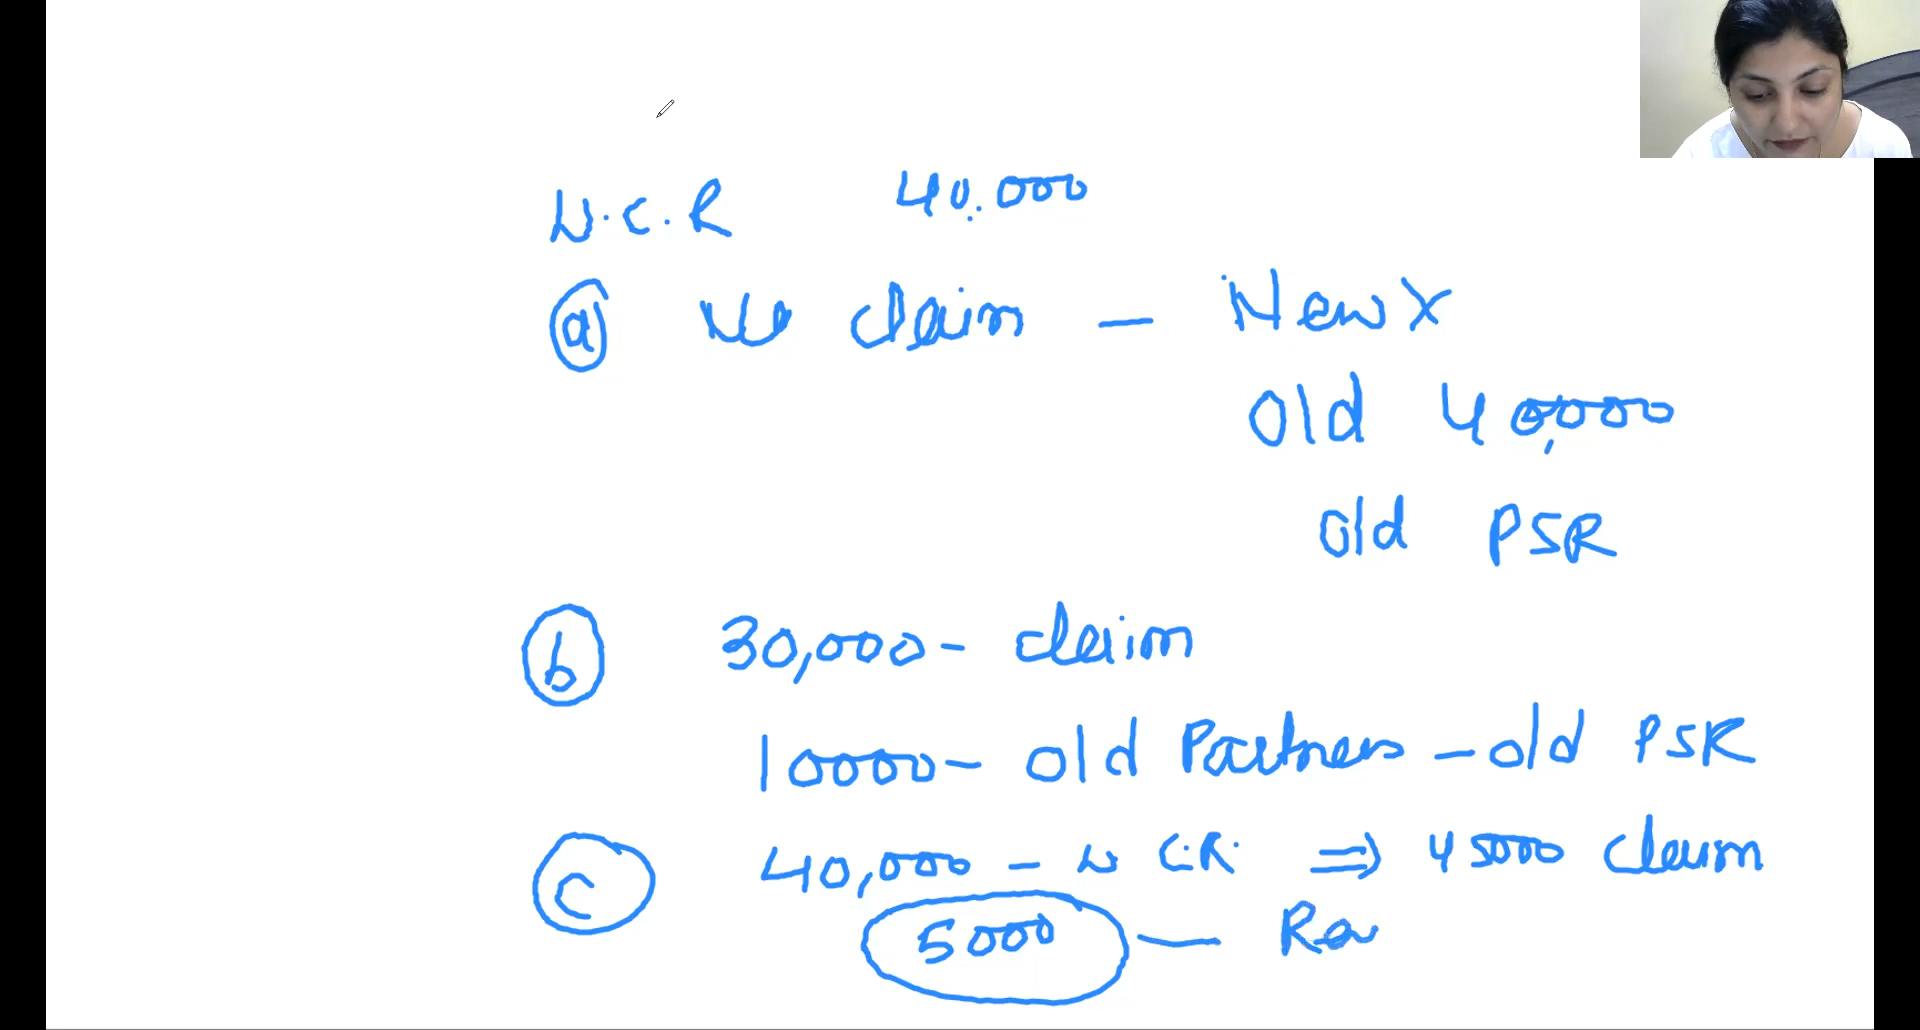 W.C.R 40,000
(a) No claim - New X
Old 40,000
Old PSR
(b) 30,000- claim
10000- old Partners - old PSR
(c) 40,000 - W C.R. => 45000 claim
5000 - Rev